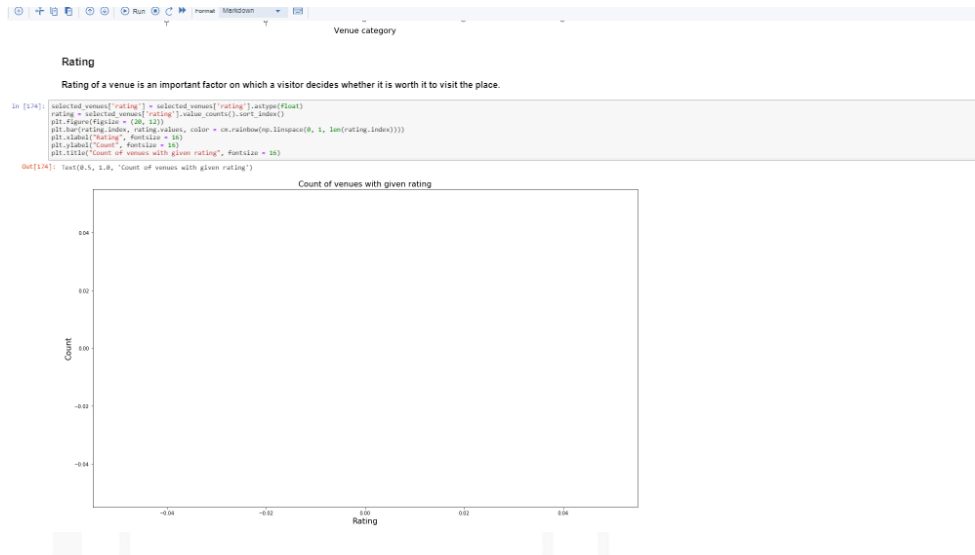 Run Format Markdown
Venue category
Rating
Rating of a venue is an important factor on which a visitor decides whether it is worth it to visit the place.
In [174]: selected_venues['rating'] = selected_venues['rating'].astype(float)
rating = selected_venues['rating'].value_counts().sort_index()
plt.figure(figsize = (20, 12))
plt.bar(rating.index, rating.values, color = cm.rainbow(np.linspace(0, 1, len(rating.index))))
plt.xlabel("Rating", fontsize = 16)
plt.ylabel("Count", fontsize = 16)
plt.title("Count of venues with given rating", fontsize = 16)
Out[174]: Text(0.5, 1.0, 'Count of venues with given rating')
Count of venues with given rating
0.04
0.02
Count
0.00
−0.02
−0.04
−0.04 −0.02 0.00 0.02 0.04
Rating